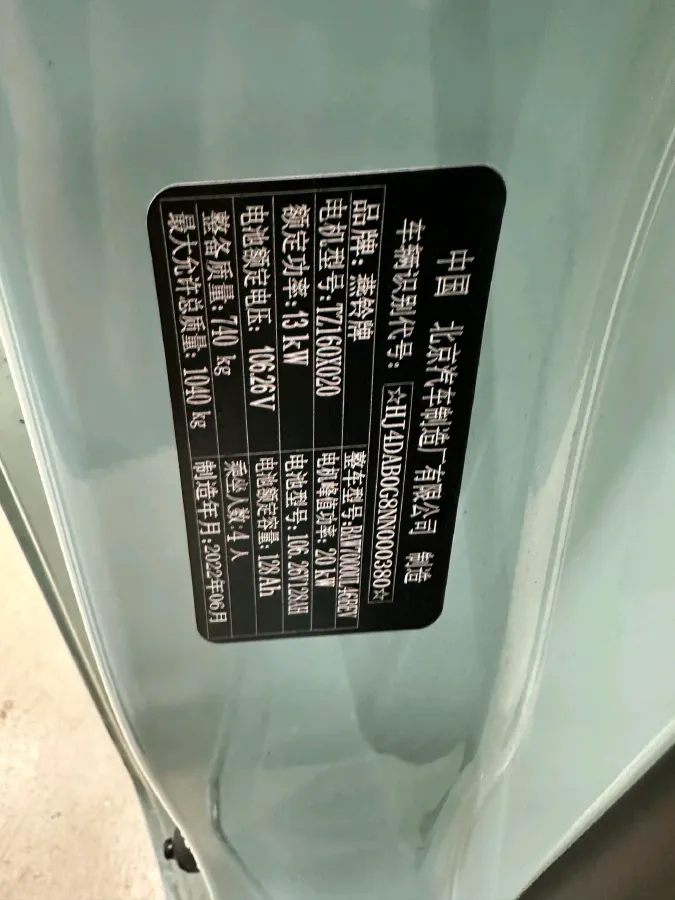 中国 北京汽车制造厂有限公司 制造
车辆识别代号: ☆HJ4DAB0G8NN000380☆
品牌: 燕铃牌 整车型号: BAW7000UL46BEV
电机型号: TZ160X020 电机峰值功率: 20 kW
额定功率: 13 kW 电池型号: 106.26V128AH
电池额定电压: 106.26V 电池额定容量: 128Ah
整备质量: 740 kg 乘坐人数: 4 人
最大允许总质量: 1040 kg 制造年月: 2022年06月